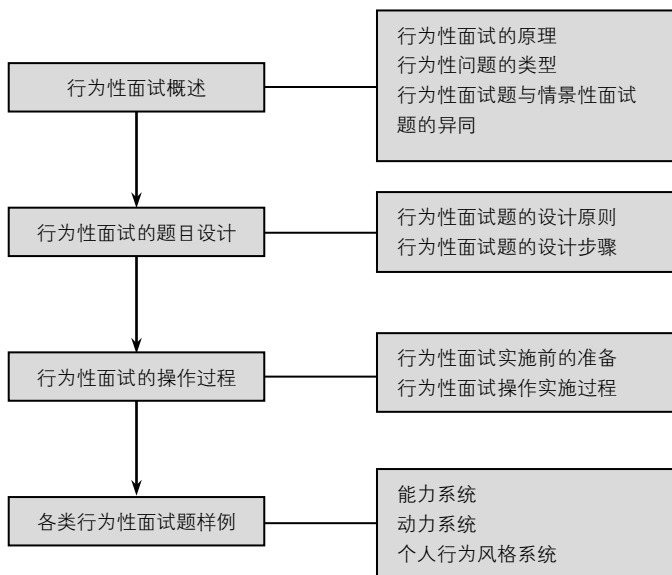 行为性面试概述
行为性面试的原理
行为性问题的类型
行为性面试题与情景性面试
题的异同
行为性面试的题目设计
行为性面试题的设计原则
行为性面试题的设计步骤
行为性面试的操作过程
行为性面试实施前的准备
行为性面试操作实施过程
各类行为性面试题样例
能力系统
动力系统
个人行为风格系统